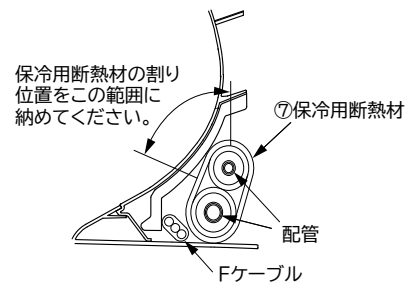 保冷用断熱材の割り
位置をこの範囲に
納めてください。
⑦保冷用断熱材
配管
Fケーブル